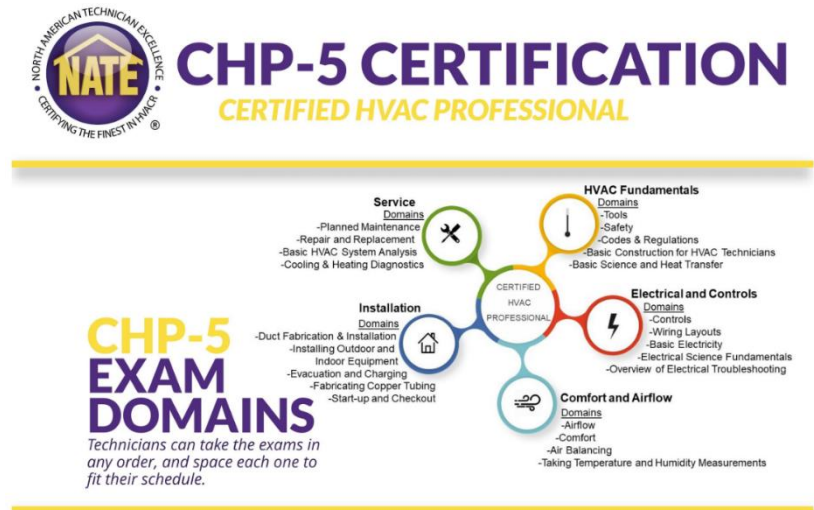 NORTH AMERICAN TECHNICIAN EXCELLENCE
NATE
CERTIFYING THE FINEST IN HVACR
®
CHP-5 CERTIFICATION
CERTIFIED HVAC PROFESSIONAL
Service
Domains
-Planned Maintenance
-Repair and Replacement
-Basic HVAC System Analysis
-Cooling & Heating Diagnostics
HVAC Fundamentals
Domains
-Tools
-Safety
-Codes & Regulations
-Basic Construction for HVAC Technicians
-Basic Science and Heat Transfer
CERTIFIED
HVAC
PROFESSIONAL
Installation
Domains
-Duct Fabrication & Installation
-Installing Outdoor and
Indoor Equipment
-Evacuation and Charging
-Fabricating Copper Tubing
-Start-up and Checkout
Electrical and Controls
Domains
-Controls
-Wiring Layouts
-Basic Electricity
-Electrical Science Fundamentals
-Overview of Electrical Troubleshooting
Comfort and Airflow
Domains
-Airflow
-Comfort
-Air Balancing
-Taking Temperature and Humidity Measurements
CHP-5
EXAM
DOMAINS
Technicians can take the exams in
any order, and space each one to
fit their schedule.